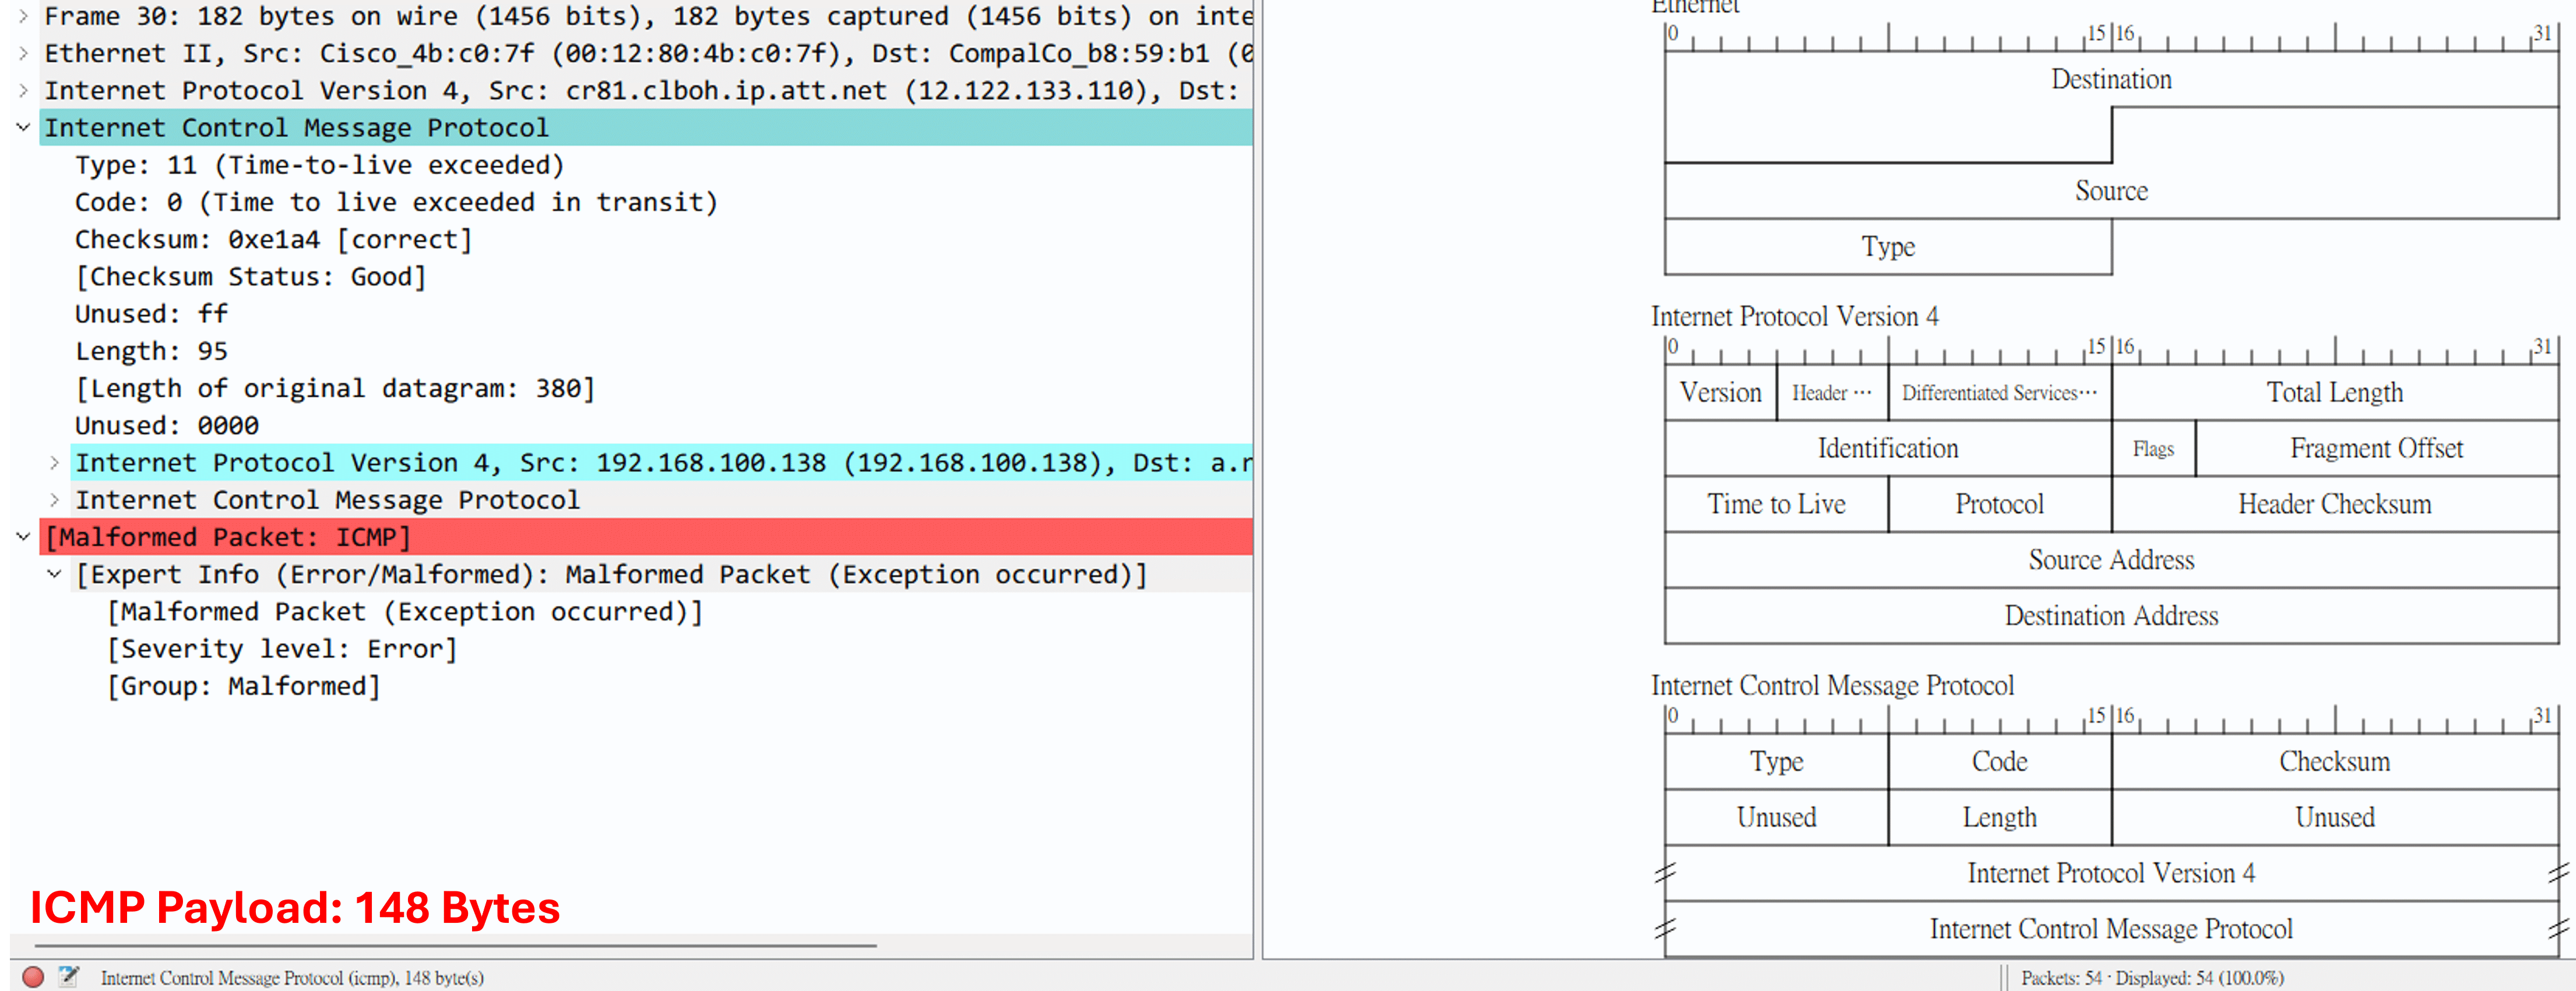 Frame 30: 182 bytes on wire (1456 bits), 182 bytes captured (1456 bits) on inte
Ethernet II, Src: Cisco_4b:c0:7f (00:12:80:4b:c0:7f), Dst: CompalCo_b8:59:b1 (0
Internet Protocol Version 4, Src: cr81.clboh.ip.att.net (12.122.133.110), Dst:
Internet Control Message Protocol
Type: 11 (Time-to-live exceeded)
Code: 0 (Time to live exceeded in transit)
Checksum: 0xe1a4 [correct]
[Checksum Status: Good]
Unused: ff
Length: 95
[Length of original datagram: 380]
Unused: 0000
Internet Protocol Version 4, Src: 192.168.100.138 (192.168.100.138), Dst: a.r
Internet Control Message Protocol
[Malformed Packet: ICMP]
[Expert Info (Error/Malformed): Malformed Packet (Exception occurred)]
[Malformed Packet (Exception occurred)]
[Severity level: Error]
[Group: Malformed]
ICMP Payload: 148 Bytes
Internet Control Message Protocol (icmp), 148 byte(s)
Ethernet
0 15 16 31
Destination
Source
Type
Internet Protocol Version 4
0 15 16 31
Version Header ⋯ Differentiated Services⋯ Total Length
Identification Flags Fragment Offset
Time to Live Protocol Header Checksum
Source Address
Destination Address
Internet Control Message Protocol
0 15 16 31
Type Code Checksum
Unused Length Unused
Internet Protocol Version 4
Internet Control Message Protocol
Packets: 54 · Displayed: 54 (100.0%)